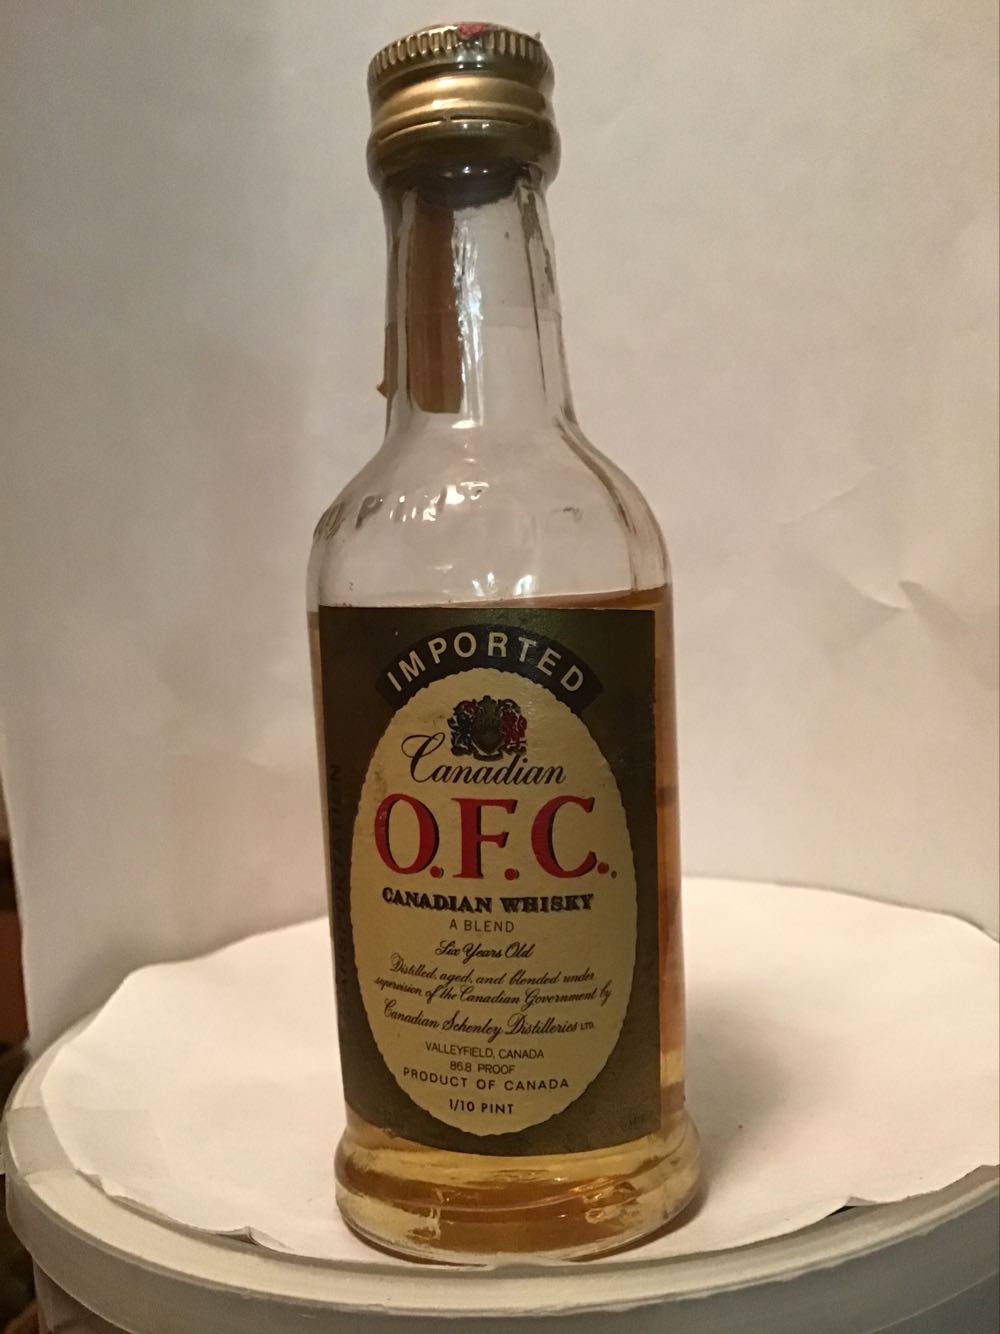 PINT
IMPORTED
Canadian
O.F.C.
CANADIAN WHISKY
A BLEND
Six Years Old
Distilled, aged, and blended under
supervision of the Canadian Government by
Canadian Schenley Distilleries LTD.
VALLEYFIELD, CANADA
86.8 PROOF
PRODUCT OF CANADA
1/10 PINT